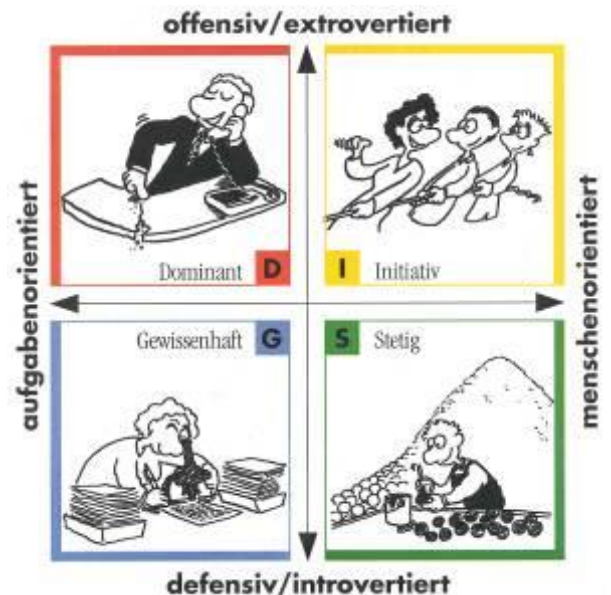 offensiv/extrovertiert
aufgabenorientiert
menschenorientiert
Dominant D
I Initiativ
Gewissenhaft G
S Stetig
defensiv/introvertiert